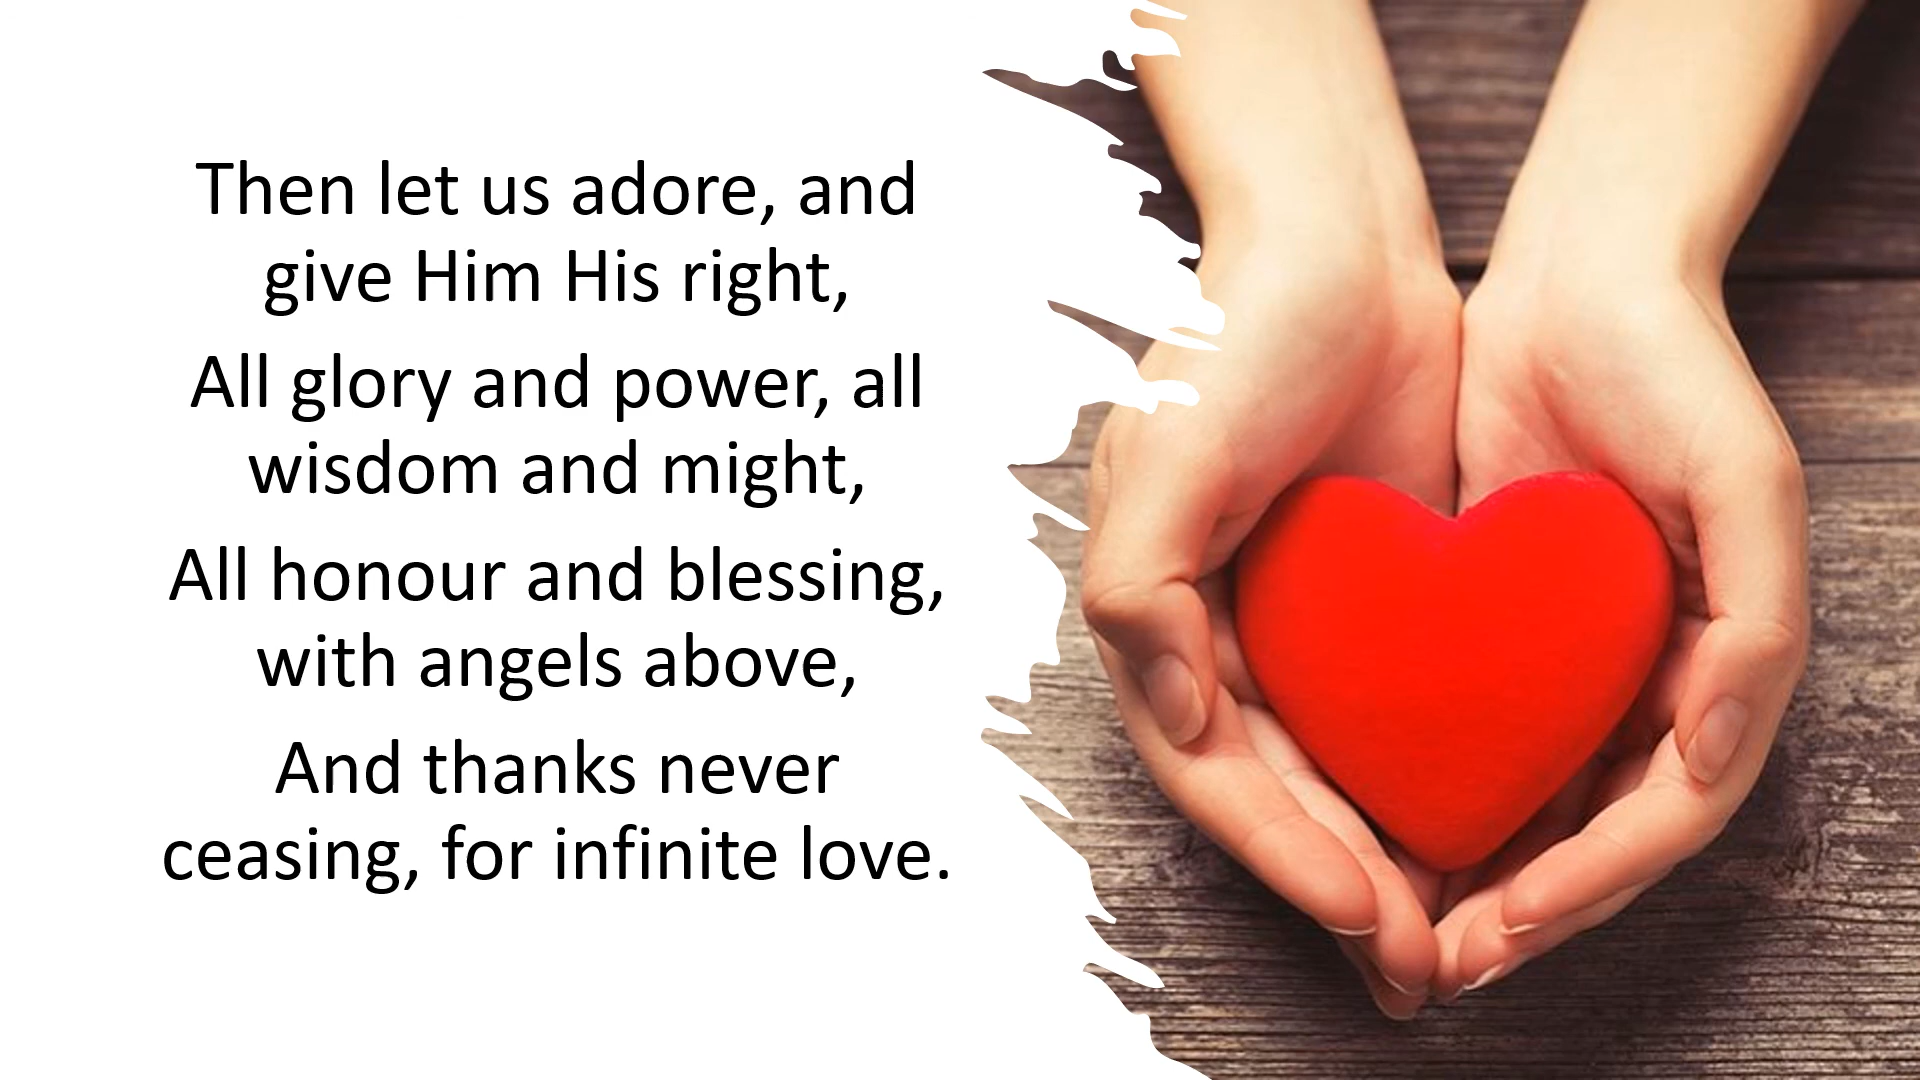 Then let us adore, and
give Him His right,
All glory and power, all
wisdom and might,
All honour and blessing,
with angels above,
And thanks never
ceasing, for infinite love.